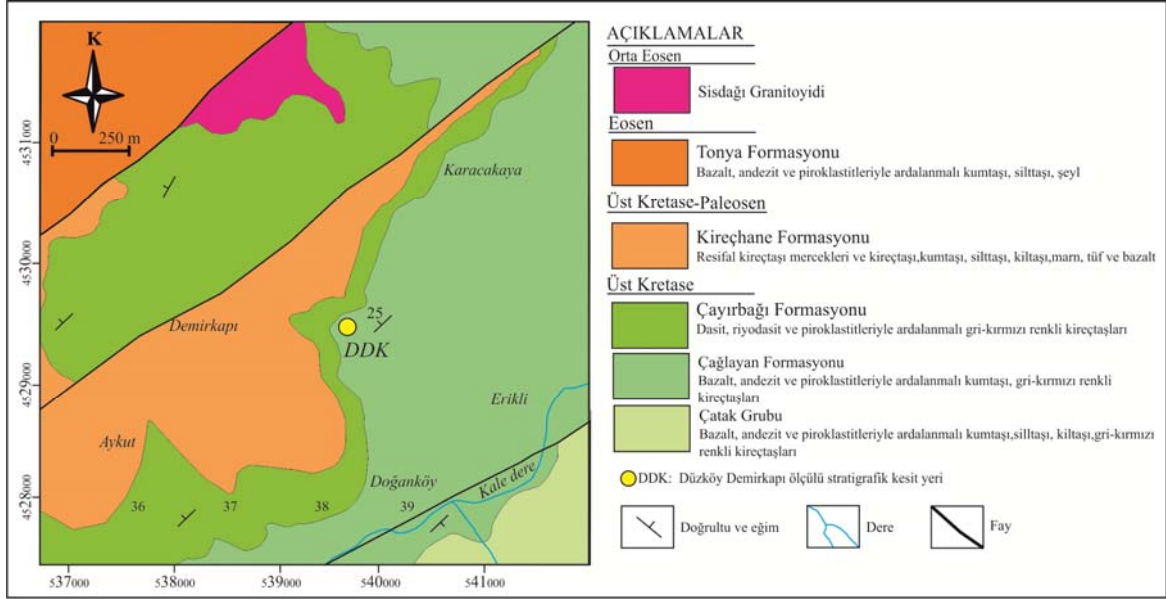 K
0 250 m
4531000
4530000
4529000
4528000
Karacakaya
Demirkapı
25
DDK
Erikli
Aykut
Doğanköy
Kale dere
36 37 38 39
537000 538000 539000 540000 541000
AÇIKLAMALAR
Orta Eosen
Sisdağı Granitoyidi
Eosen
Tonya Formasyonu
Bazalt, andezit ve piroklastitleriyle ardalanmalı kumtaşı, silttaşı, şeyl
Üst Kretase-Paleosen
Kireçhane Formasyonu
Resifal kireçtaşı mercekleri ve kireçtaşı,kumtaşı, silttaşı, kiltaşı,marn, tüf ve bazalt
Üst Kretase
Çayırbağı Formasyonu
Dasit, riyodasit ve piroklastitleriyle ardalanmalı gri-kırmızı renkli kireçtaşları
Çağlayan Formasyonu
Bazalt, andezit ve piroklastitleriyle ardalanmalı kumtaşı, gri-kırmızı renkli
kireçtaşları
Çatak Grubu
Bazalt, andezit ve piroklastitleriyle ardalanmalı kumtaşı,silltaşı, kiltaşı,gri-kırmızı
renkli kireçtaşları
DDK: Düzköy Demirkapı ölçülü stratigrafik kesit yeri
Doğrultu ve eğim
Dere
Fay